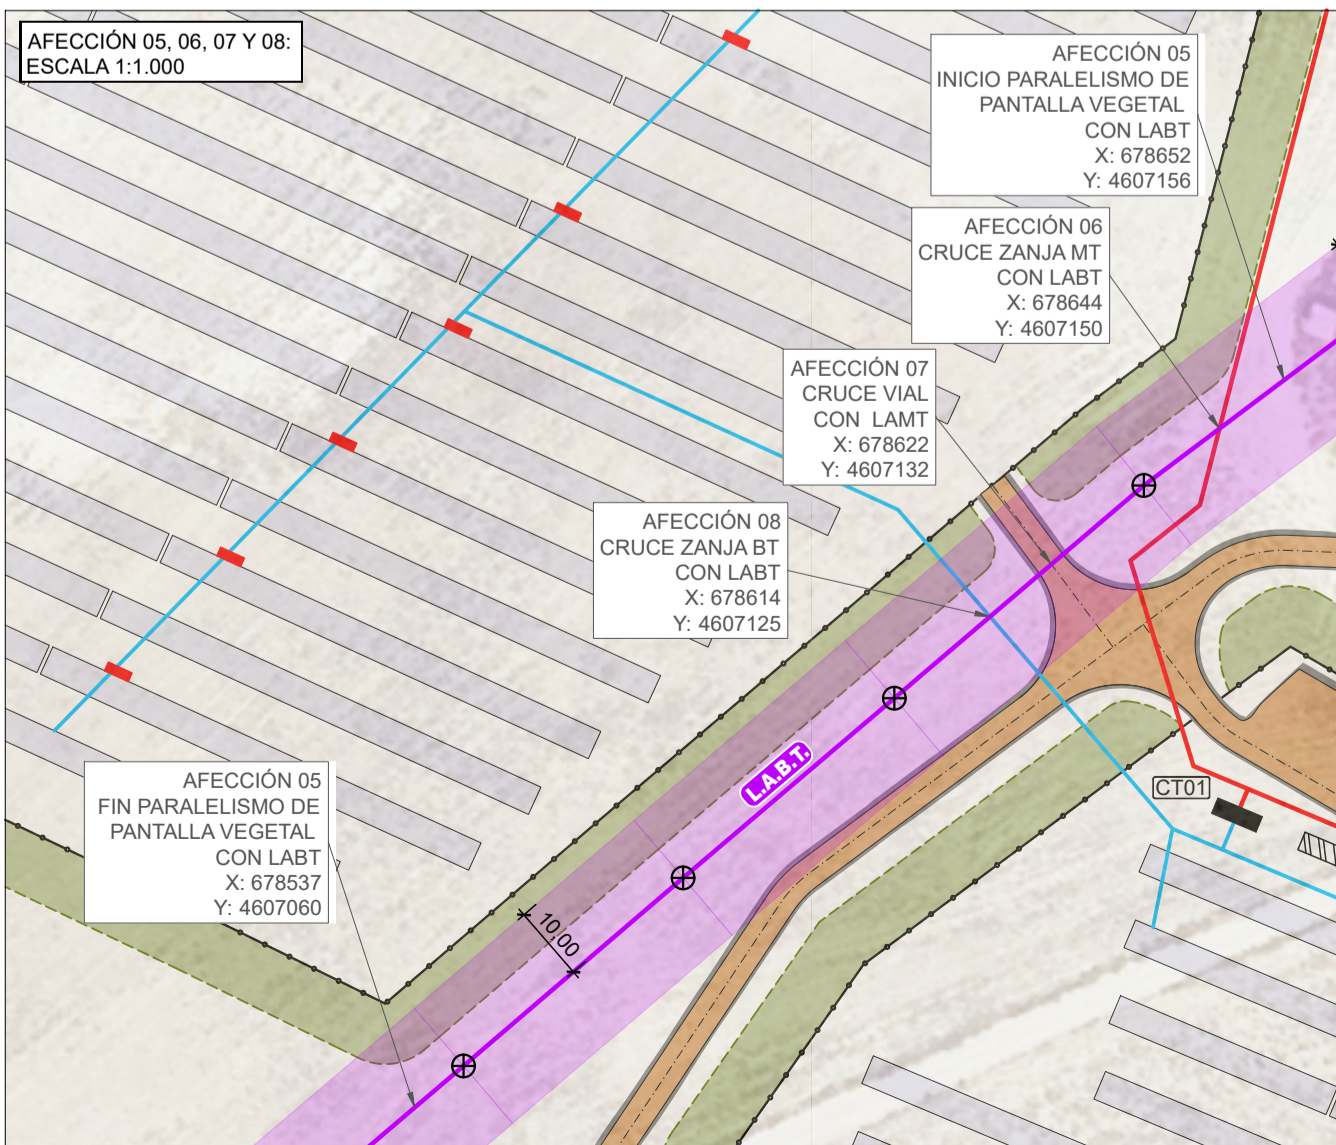 AFECCIÓN 05, 06, 07 Y 08:
ESCALA 1:1.000
AFECCIÓN 05
INICIO PARALELISMO DE
PANTALLA VEGETAL
CON LABT
X: 678652
Y: 4607156
AFECCIÓN 06
CRUCE ZANJA MT
CON LABT
X: 678644
Y: 4607150
AFECCIÓN 07
CRUCE VIAL
CON LAMT
X: 678622
Y: 4607132
AFECCIÓN 08
CRUCE ZANJA BT
CON LABT
X: 678614
Y: 4607125
L.A.B.T.
CT01
AFECCIÓN 05
FIN PARALELISMO DE
PANTALLA VEGETAL
CON LABT
X: 678537
Y: 4607060
10,00